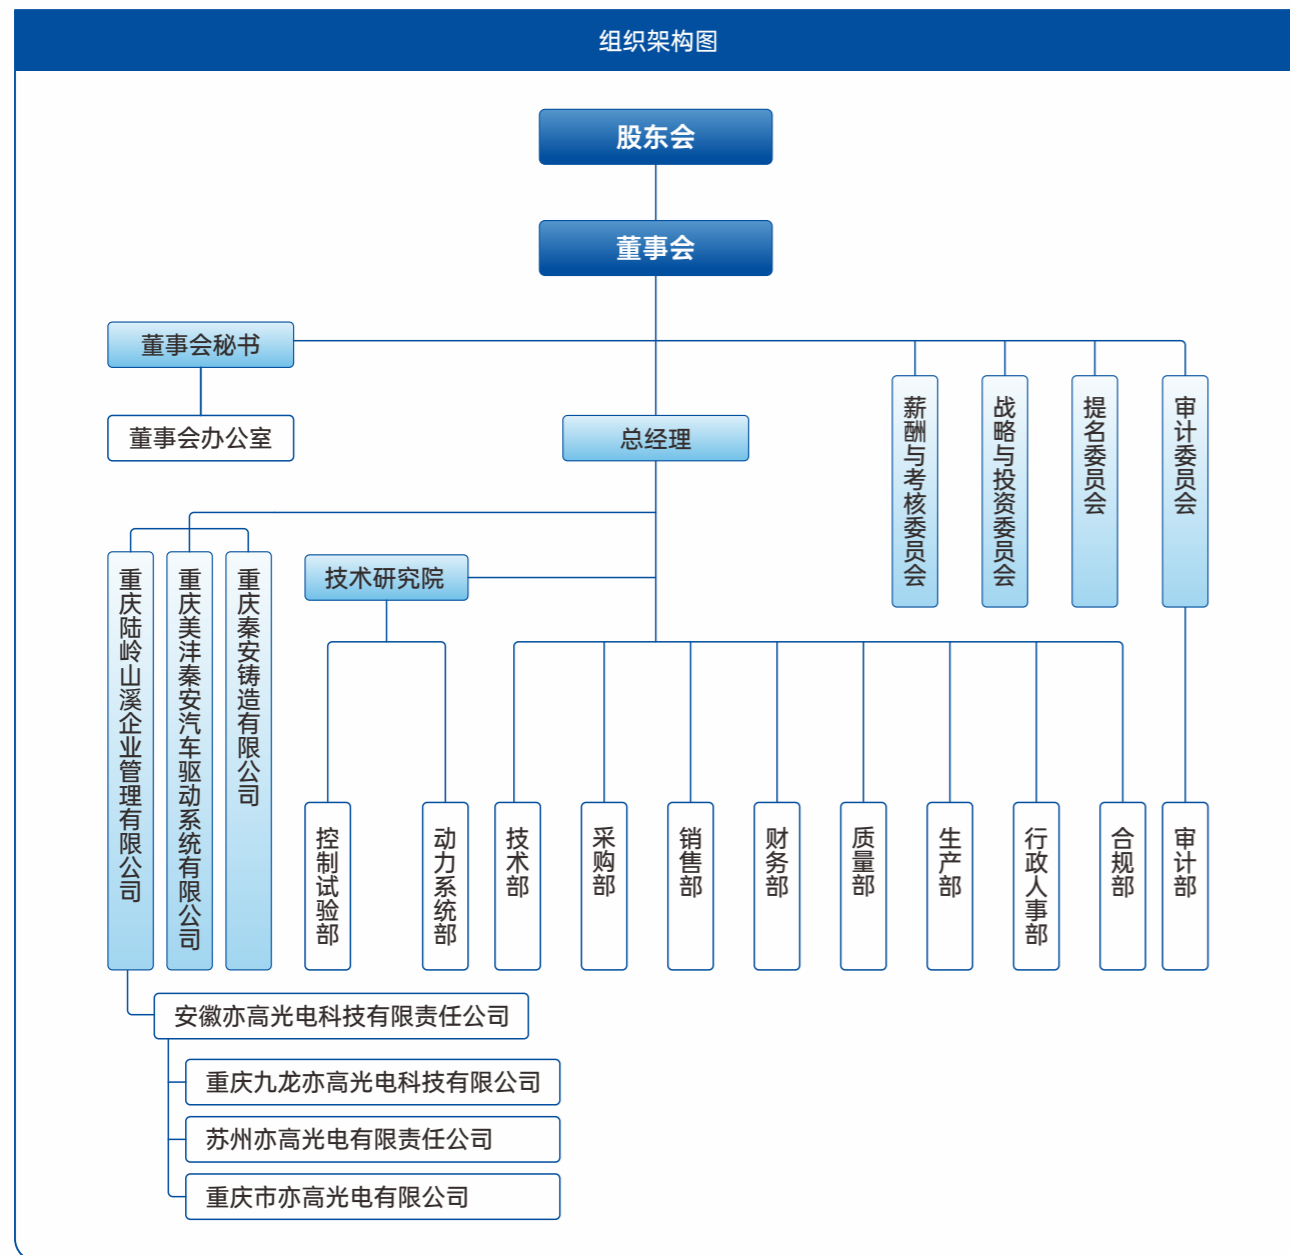 组织架构图
股东会
董事会
董事会秘书
董事会办公室
总经理
薪酬与考核委员会
战略与投资委员会
提名委员会
审计委员会
重庆陆岭山溪企业管理有限公司
重庆美沣秦安汽车驱动系统有限公司
重庆秦安铸造有限公司
技术研究院
控制试验部
动力系统部
技术部
采购部
销售部
财务部
质量部
生产部
行政人事部
合规部
审计部
安徽亦高光电科技有限责任公司
重庆九龙亦高光电科技有限公司
苏州亦高光电有限责任公司
重庆市亦高光电有限公司